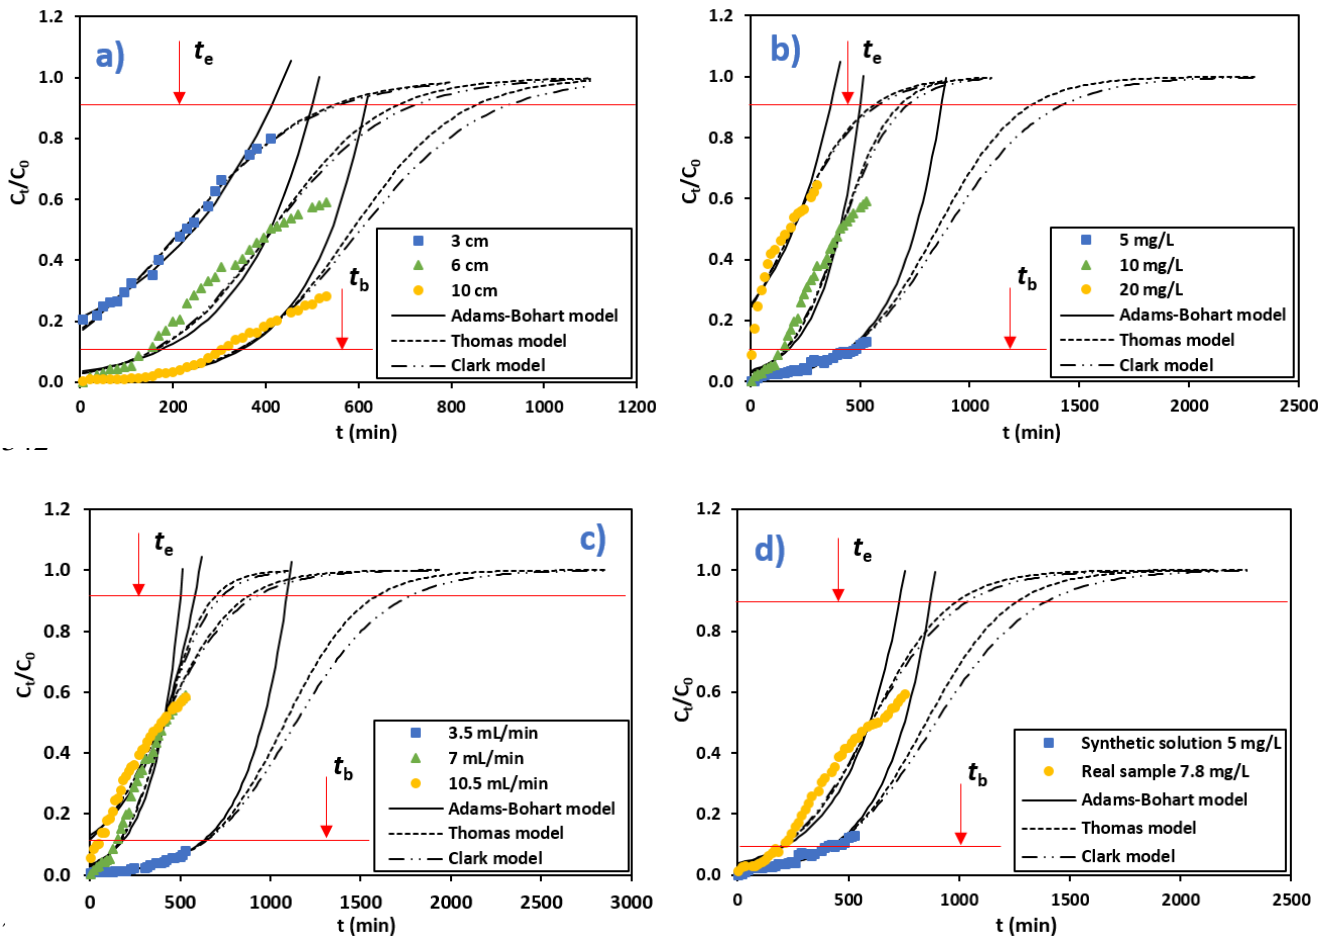 a)
t_e
1.2
1.0
0.8
0.6
0.4
0.2
0.0
C_t/C_0
t_b
3 cm
6 cm
10 cm
Adams-Bohart model
Thomas model
Clark model
0 200 400 600 800 1000 1200
t (min)
b)
t_e
1.2
1.0
0.8
0.6
0.4
0.2
0.0
C_t/C_0
t_b
5 mg/L
10 mg/L
20 mg/L
Adams-Bohart model
Thomas model
Clark model
0 500 1000 1500 2000 2500
t (min)
c)
t_e
1.2
1.0
0.8
0.6
0.4
0.2
0.0
C_t/C_0
t_b
3.5 mL/min
7 mL/min
10.5 mL/min
Adams-Bohart model
Thomas model
Clark model
0 500 1000 1500 2000 2500 3000
t (min)
d)
t_e
1.2
1.0
0.8
0.6
0.4
0.2
0.0
C_t/C_0
t_b
Synthetic solution 5 mg/L
Real sample 7.8 mg/L
Adams-Bohart model
Thomas model
Clark model
0 500 1000 1500 2000 2500
t (min)